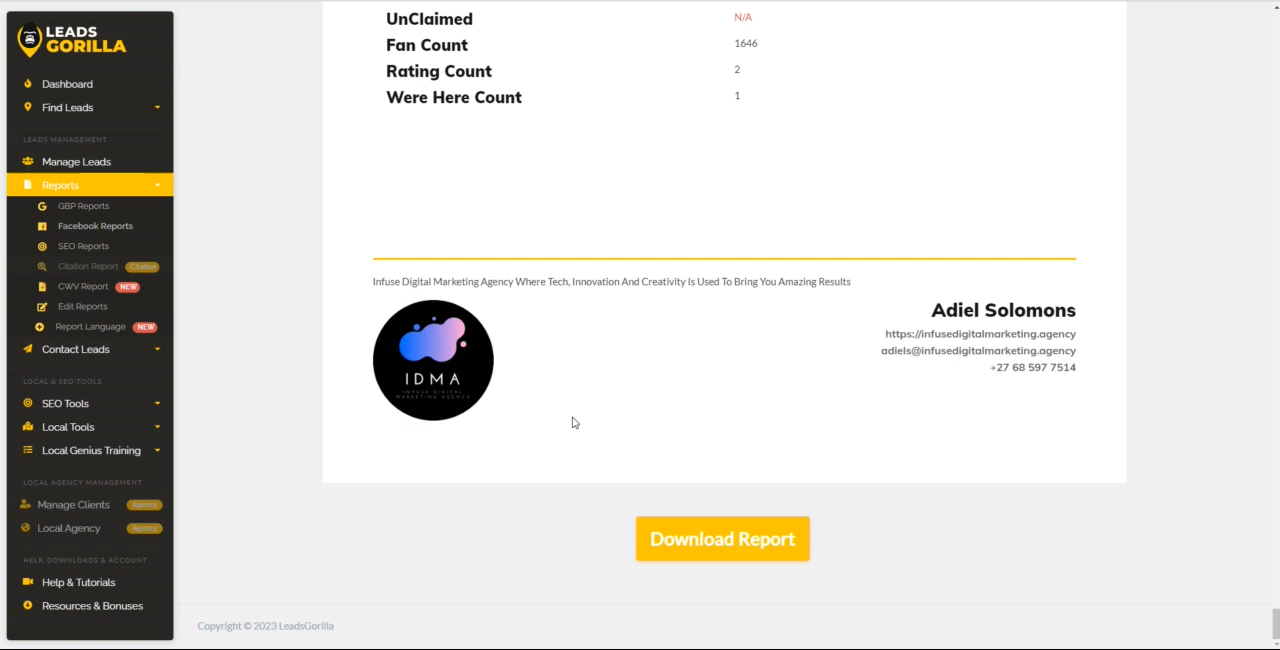 LEADS
GORILLA
Dashboard
Find Leads
LEADS MANAGEMENT
Manage Leads
Reports
GBP Reports
Facebook Reports
SEO Reports
Citation Report Citation
CWV Report NEW
Edit Reports
Report Language NEW
Contact Leads
LOCAL & SEO TOOLS
SEO Tools
Local Tools
Local Genius Training
LOCAL AGENCY MANAGEMENT
Manage Clients Agency
Local Agency Agency
HELP, DOWNLOADS & ACCOUNT
Help & Tutorials
Resources & Bonuses
UnClaimed N/A
Fan Count 1646
Rating Count 2
Were Here Count 1
Infuse Digital Marketing Agency Where Tech, Innovation And Creativity Is Used To Bring You Amazing Results
IDMA
INFUSE DIGITAL
MARKETING AGENCY
Adiel Solomons
https://infusedigitalmarketing.agency
adiels@infusedigitalmarketing.agency
+27 68 597 7514
Download Report
Copyright © 2023 LeadsGorilla